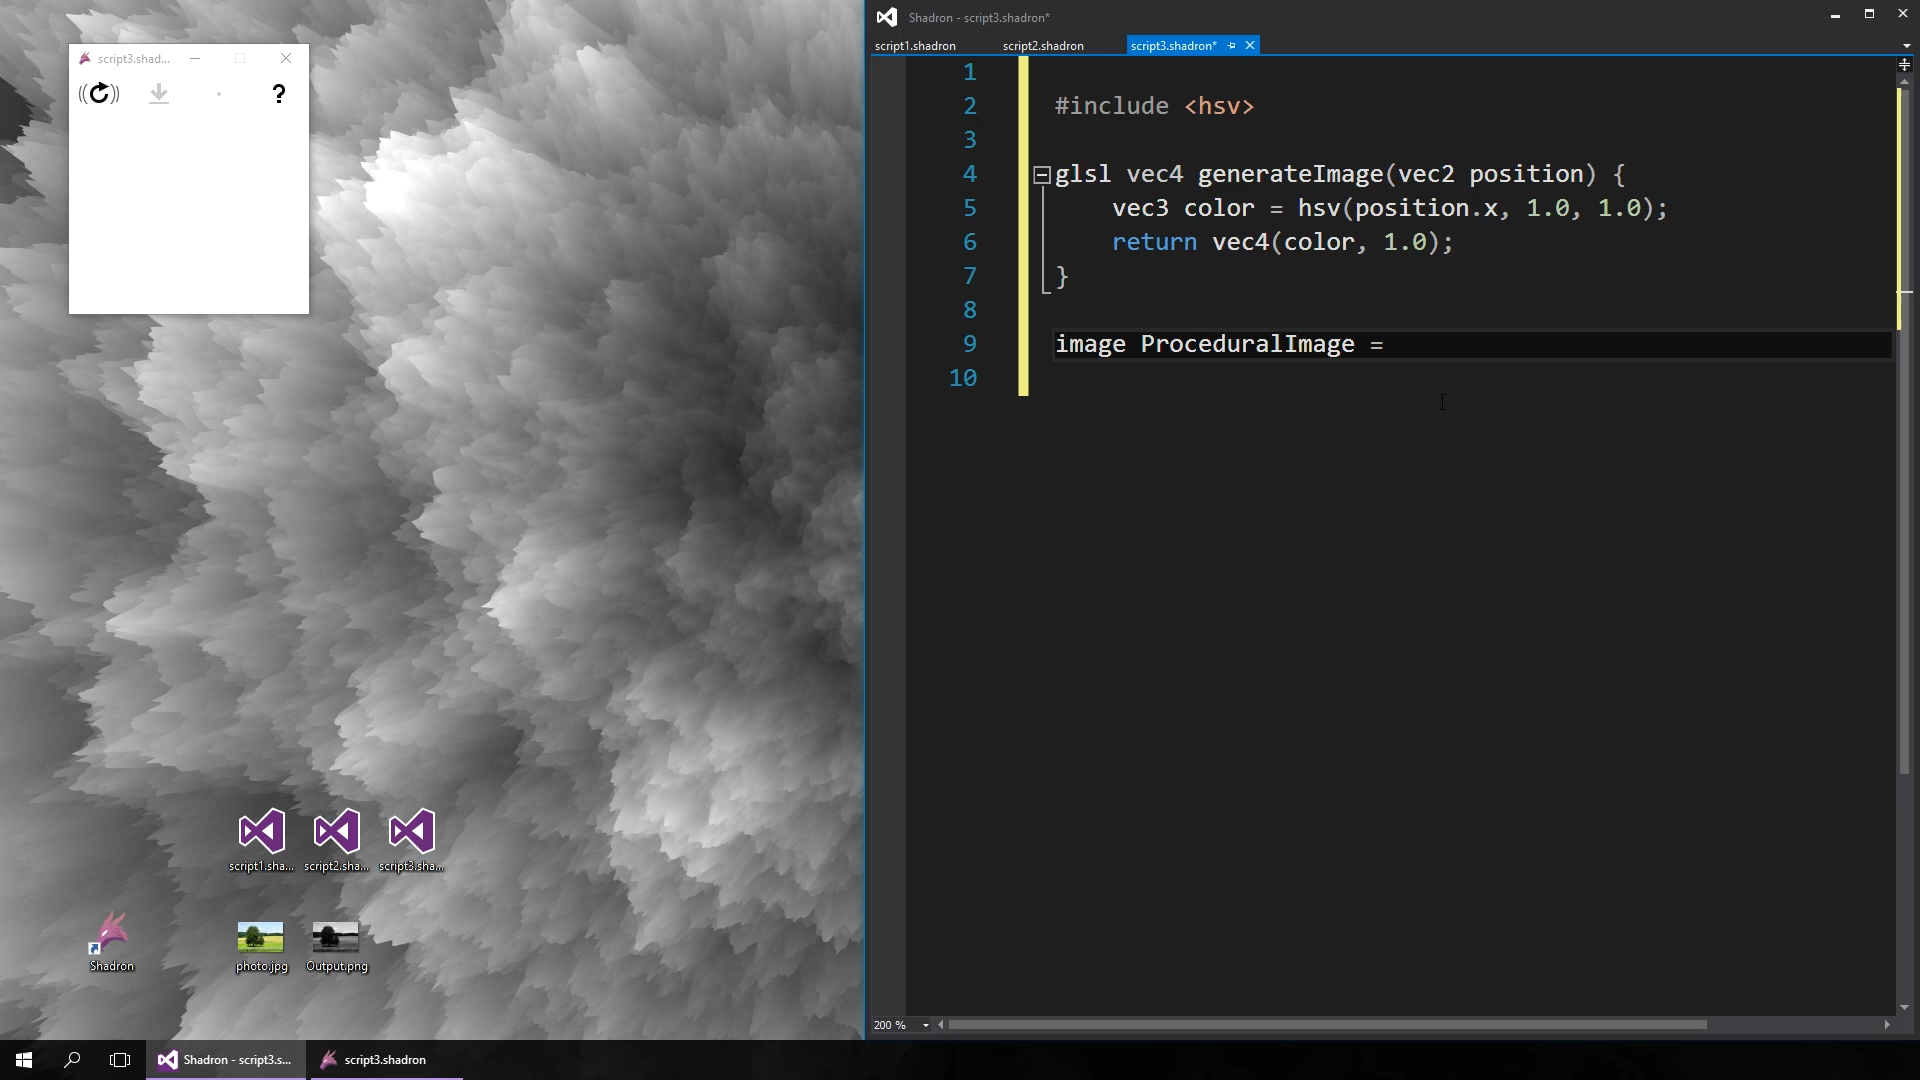 script3.shad...
?
script1.sha...
script2.sha...
script3.sha...
Shadron
photo.jpg
Output.png
Shadron - script3.shadron*
script1.shadron
script2.shadron
script3.shadron*
1
2 #include <hsv>
3
4 glsl vec4 generateImage(vec2 position) {
5 vec3 color = hsv(position.x, 1.0, 1.0);
6 return vec4(color, 1.0);
7 }
8
9 image ProceduralImage =
10
200 %
Shadron - script3.s...
script3.shadron